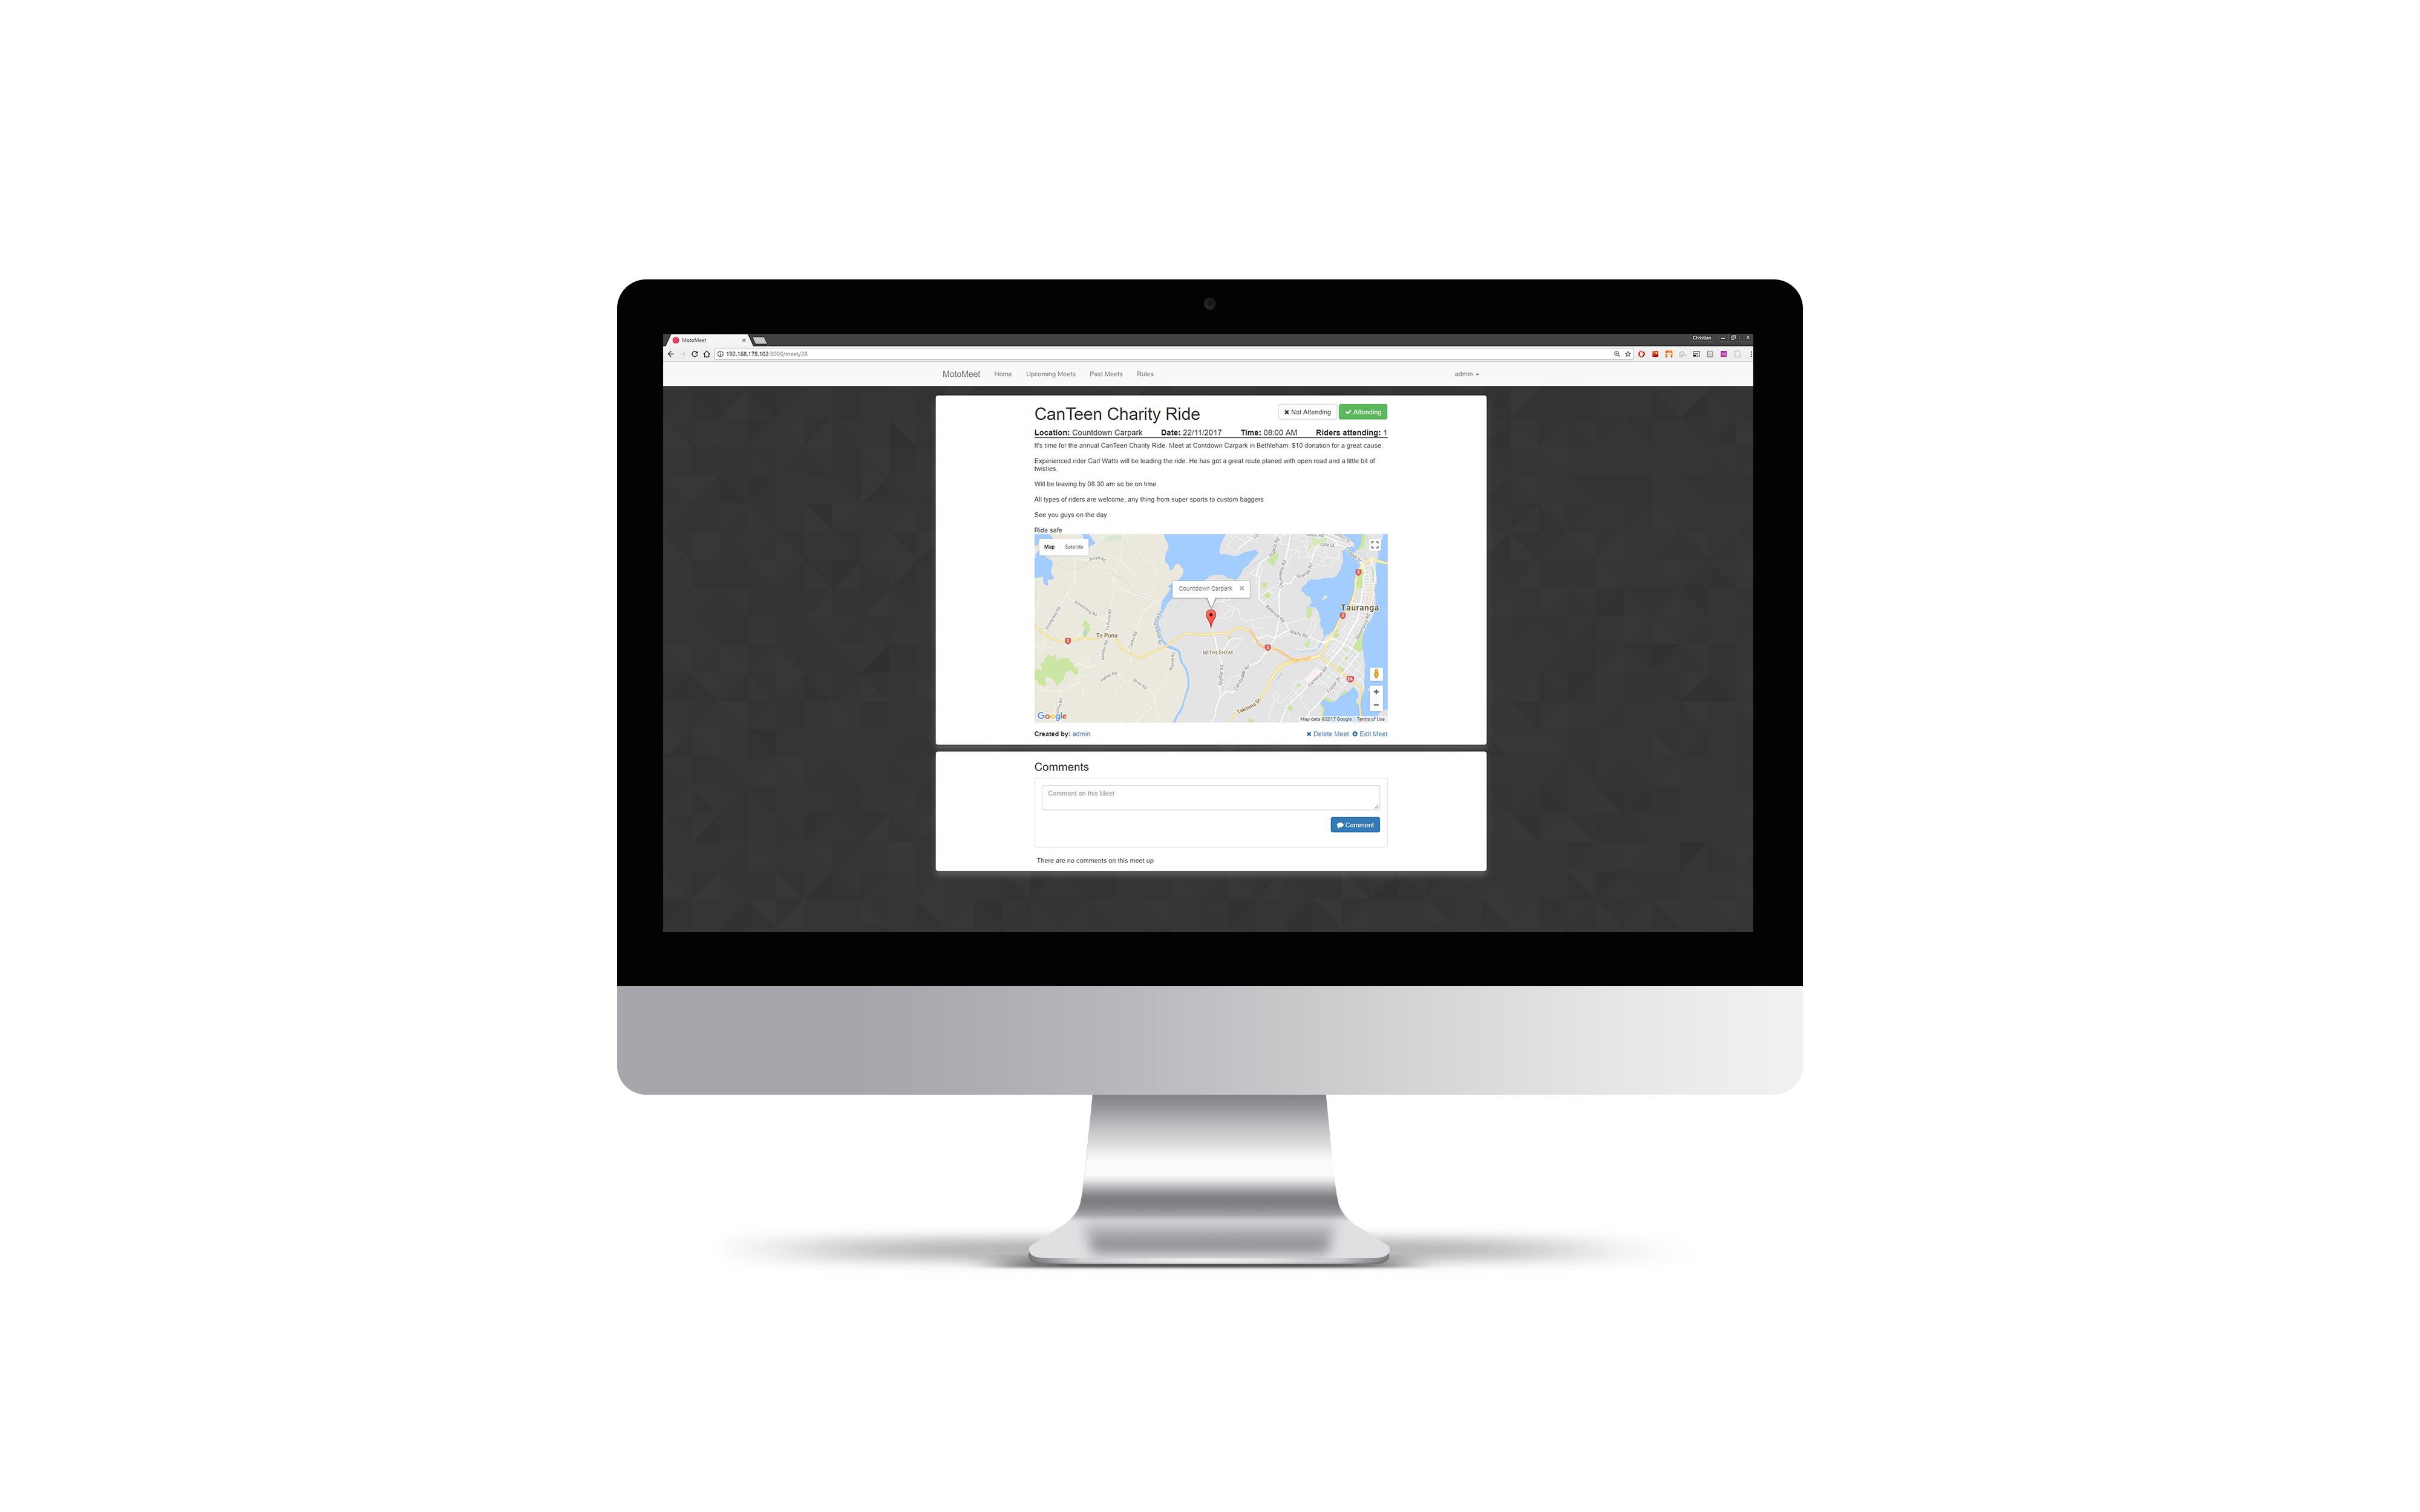 MotoMeet
Christian
192.168.178.102:3000/meet/28
MotoMeet Home Upcoming Meets Past Meets Rules admin
CanTeen Charity Ride
Not Attending Attending
Location: Countdown Carpark Date: 22/11/2017 Time: 08:00 AM Riders attending: 1
It's time for the annual CanTeen Charity Ride. Meet at Contdown Carpark in Bethleham. $10 donation for a great cause.
Experienced rider Carl Watts will be leading the ride. He has got a great route planed with open road and a little bit of
twisties.
Will be leaving by 08:30 am so be on time.
All types of riders are welcome, any thing from super sports to custom baggers
See you guys on the day
Ride safe
Map Satellite
Countdown Carpark
Tauranga
Te Puna
BETHLEHEM
2
2
2
2
Google
Map data ©2017 Google Terms of Use
Created by: admin Delete Meet Edit Meet
Comments
Comment on this Meet
Comment
There are no comments on this meet up